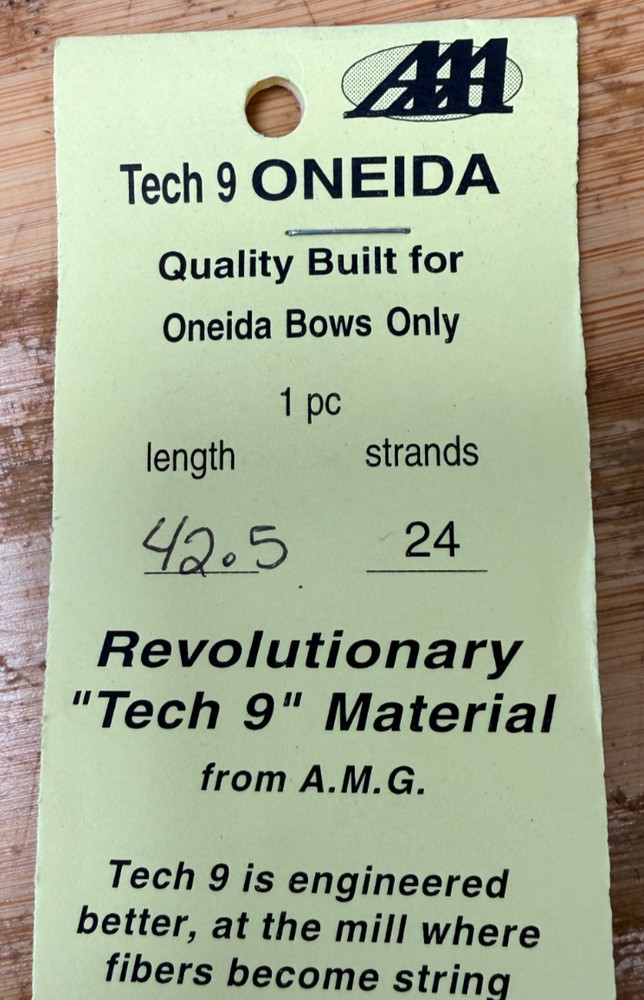 Tech 9 ONEIDA
Quality Built for
Oneida Bows Only
1 pc
length strands
42.5 24
Revolutionary
"Tech 9" Material
from A.M.G.
Tech 9 is engineered
better, at the mill where
fibers become string